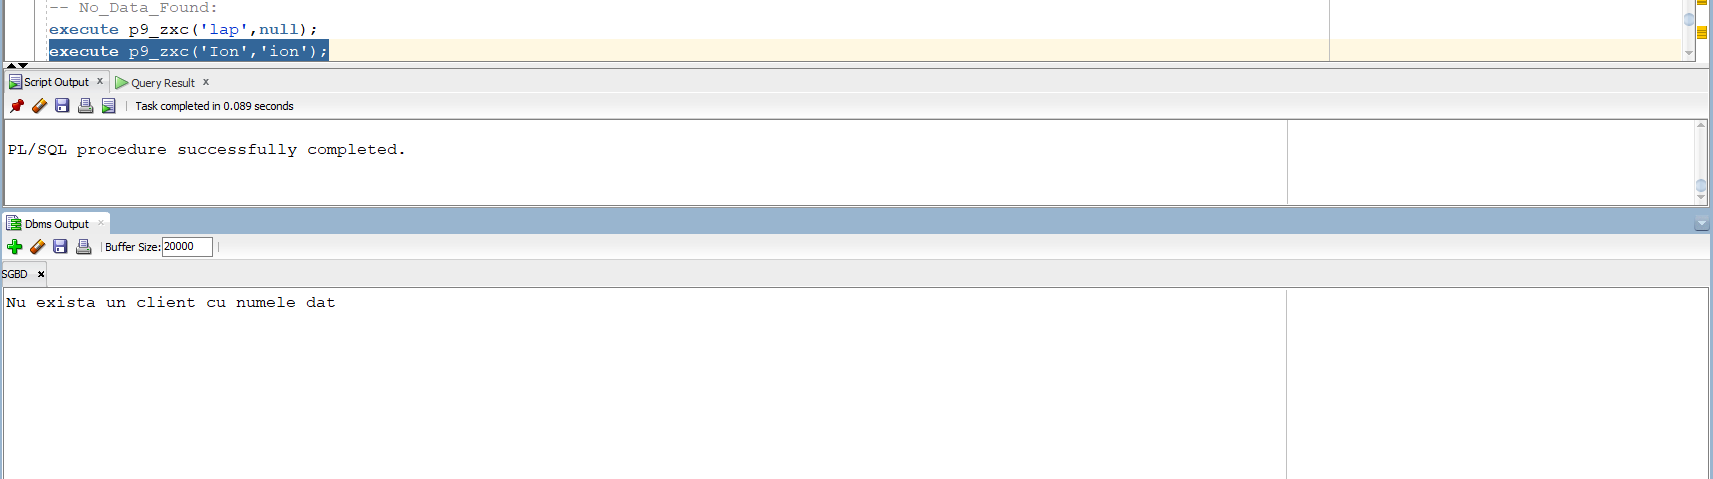 -- No_Data_Found:
execute p9_zxc('lap',null);
execute p9_zxc('Ion','ion');
Script Output x Query Result x
Task completed in 0.089 seconds
PL/SQL procedure successfully completed.
Dbms Output x
Buffer Size: 20000
SGBD x
Nu exista un client cu numele dat